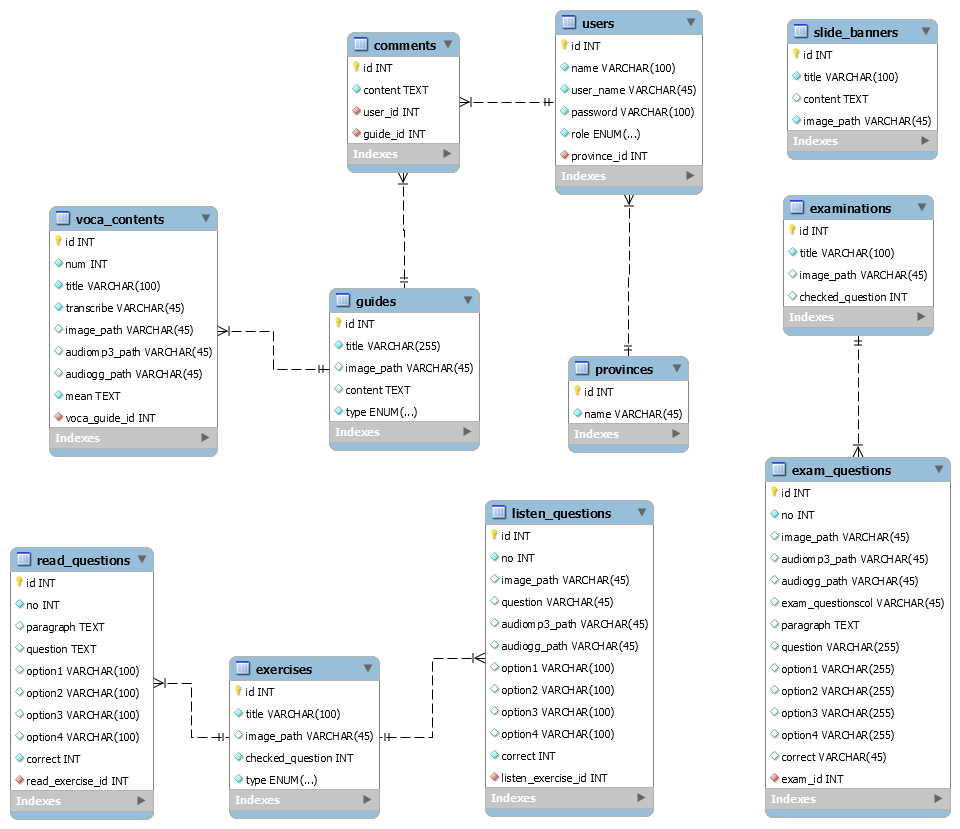 users
id INT
name VARCHAR(100)
user_name VARCHAR(45)
password VARCHAR(100)
role ENUM(...)
province_id INT
Indexes
slide_banners
id INT
title VARCHAR(100)
content TEXT
image_path VARCHAR(45)
Indexes
comments
id INT
content TEXT
user_id INT
guide_id INT
Indexes
examinations
id INT
title VARCHAR(100)
image_path VARCHAR(45)
checked_question INT
Indexes
voca_contents
id INT
num INT
title VARCHAR(100)
transcribe VARCHAR(45)
image_path VARCHAR(45)
audiomp3_path VARCHAR(45)
audiogg_path VARCHAR(45)
mean TEXT
voca_guide_id INT
Indexes
guides
id INT
title VARCHAR(255)
image_path VARCHAR(45)
content TEXT
type ENUM(...)
Indexes
provinces
id INT
name VARCHAR(45)
Indexes
exam_questions
id INT
no INT
image_path VARCHAR(45)
audiomp3_path VARCHAR(45)
audiogg_path VARCHAR(45)
exam_questionscol VARCHAR(45)
paragraph TEXT
question VARCHAR(255)
option1 VARCHAR(255)
option2 VARCHAR(255)
option3 VARCHAR(255)
option4 VARCHAR(255)
correct VARCHAR(45)
exam_id INT
Indexes
listen_questions
id INT
no INT
image_path VARCHAR(45)
question VARCHAR(45)
audiomp3_path VARCHAR(45)
audiogg_path VARCHAR(45)
option1 VARCHAR(100)
option2 VARCHAR(100)
option3 VARCHAR(100)
option4 VARCHAR(100)
correct INT
listen_exercise_id INT
Indexes
read_questions
id INT
no INT
paragraph TEXT
question TEXT
option1 VARCHAR(100)
option2 VARCHAR(100)
option3 VARCHAR(100)
option4 VARCHAR(100)
correct INT
read_exercise_id INT
Indexes
exercises
id INT
title VARCHAR(100)
image_path VARCHAR(45)
checked_question INT
type ENUM(...)
Indexes